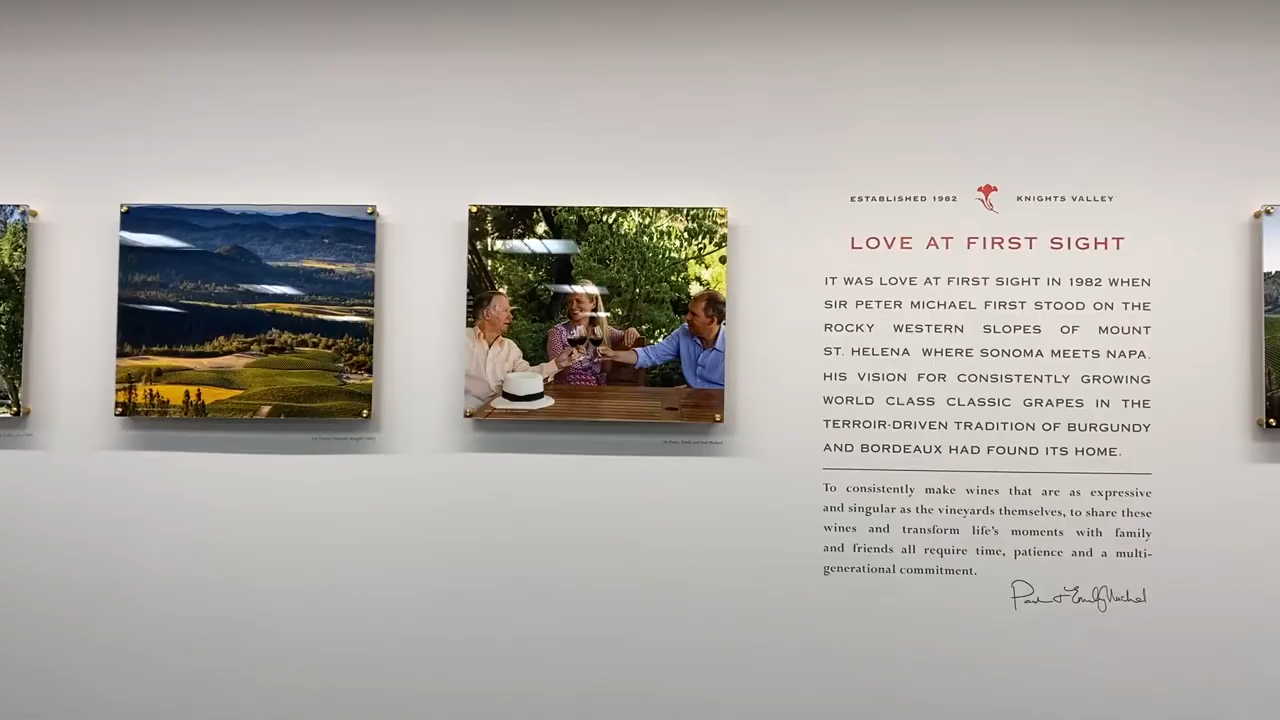 ESTABLISHED 1982 KNIGHTS VALLEY
LOVE AT FIRST SIGHT
IT WAS LOVE AT FIRST SIGHT IN 1982 WHEN
SIR PETER MICHAEL FIRST STOOD ON THE
ROCKY WESTERN SLOPES OF MOUNT
ST. HELENA WHERE SONOMA MEETS NAPA.
HIS VISION FOR CONSISTENTLY GROWING
WORLD CLASS CLASSIC GRAPES IN THE
TERROIR-DRIVEN TRADITION OF BURGUNDY
AND BORDEAUX HAD FOUND ITS HOME.
To consistently make wines that are as expressive
and singular as the vineyards themselves, to share these
wines and transform life's moments with family
and friends all require time, patience and a multi-
generational commitment.